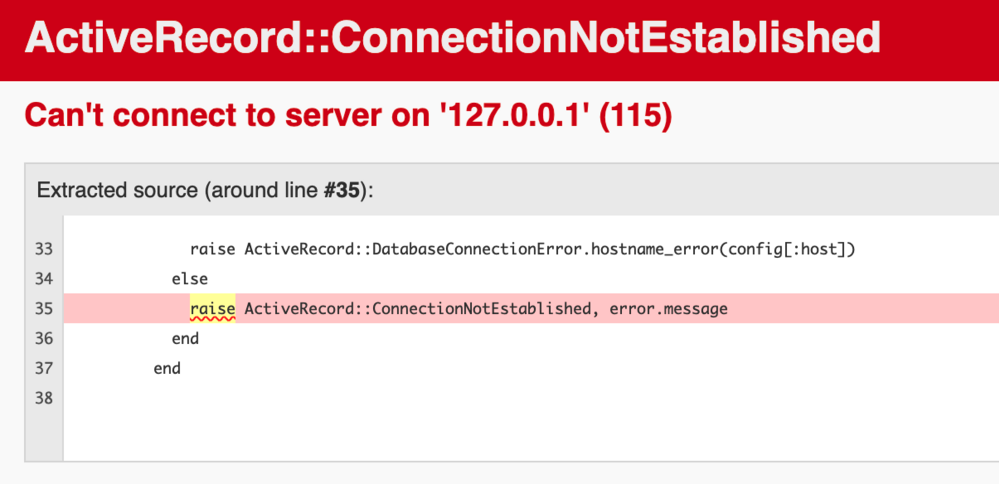 ActiveRecord::ConnectionNotEstablished
Can't connect to server on '127.0.0.1' (115)
Extracted source (around line #35):
33 raise ActiveRecord::DatabaseConnectionError.hostname_error(config[:host])
34 else
35 raise ActiveRecord::ConnectionNotEstablished, error.message
36 end
37 end
38